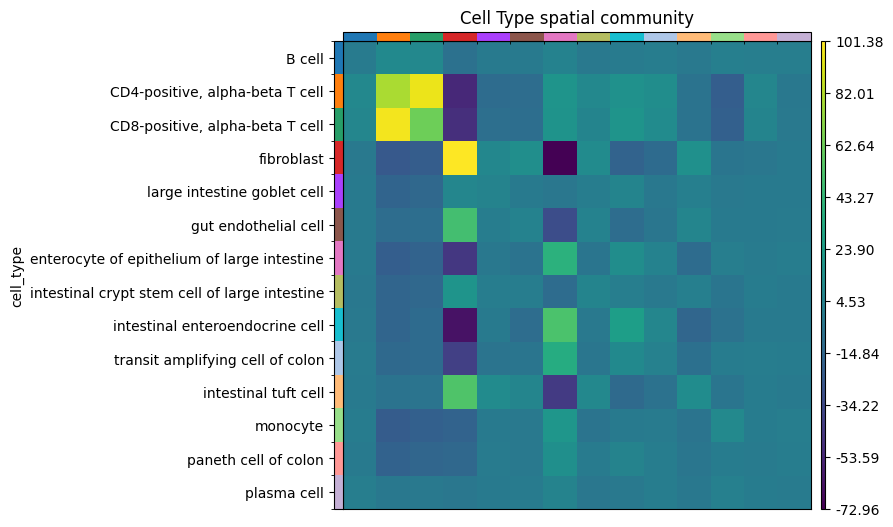 Cell Type spatial community
B cell
CD4-positive, alpha-beta T cell
CD8-positive, alpha-beta T cell
fibroblast
large intestine goblet cell
gut endothelial cell
enterocyte of epithelium of large intestine
intestinal crypt stem cell of large intestine
intestinal enteroendocrine cell
transit amplifying cell of colon
intestinal tuft cell
monocyte
paneth cell of colon
plasma cell
cell_type
101.38
82.01
62.64
43.27
23.90
4.53
-14.84
-34.22
-53.59
-72.96